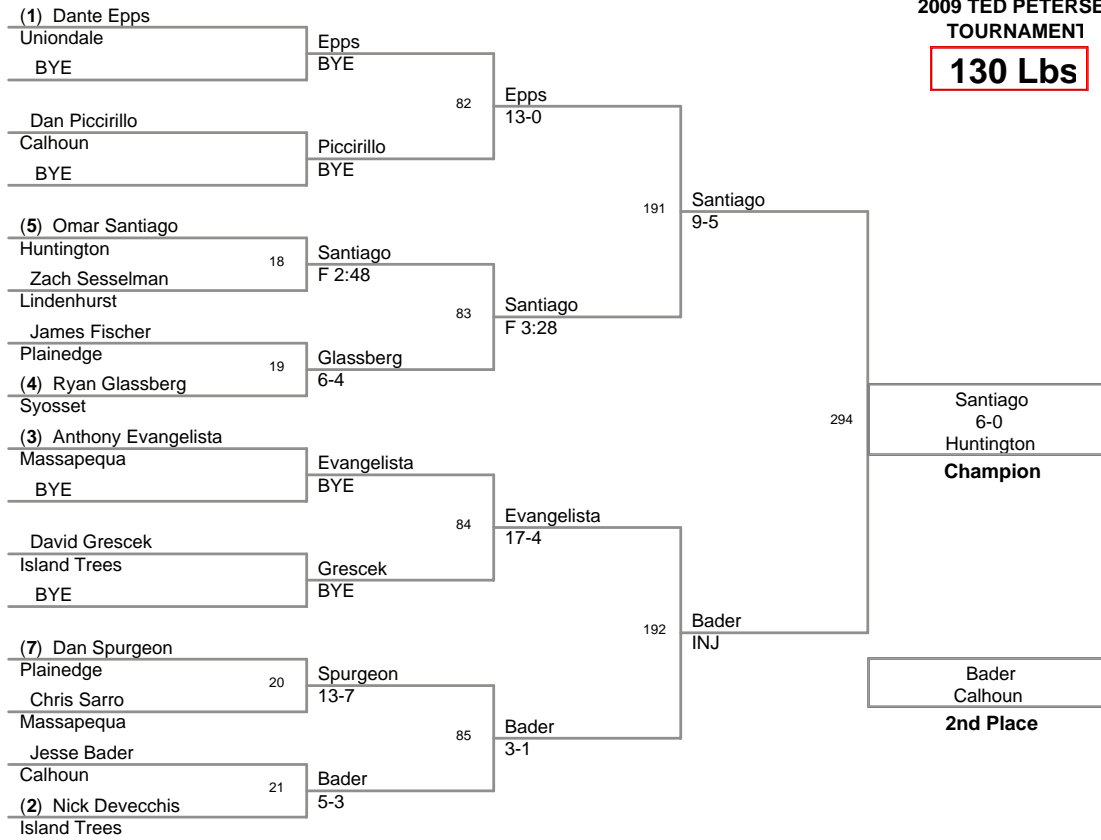 2009 TED PETERSE
TOURNAMENT
130 Lbs
(1) Dante Epps
Uniondale
BYE
Dan Piccirillo
Calhoun
BYE
(5) Omar Santiago
Huntington
Zach Sesselman
Lindenhurst
James Fischer
Plainedge
(4) Ryan Glassberg
Syosset
(3) Anthony Evangelista
Massapequa
BYE
David Grescek
Island Trees
BYE
(7) Dan Spurgeon
Plainedge
Chris Sarro
Massapequa
Jesse Bader
Calhoun
(2) Nick Devecchis
Island Trees
18
19
20
21
Epps
BYE
Piccirillo
BYE
Santiago
F 2:48
Glassberg
6-4
Evangelista
BYE
Grescek
BYE
Spurgeon
13-7
Bader
5-3
82
83
84
85
Epps
13-0
Santiago
F 3:28
Evangelista
17-4
Bader
3-1
191
192
Santiago
9-5
Bader
INJ
294
Santiago
6-0
Huntington
Champion
Bader
Calhoun
2nd Place